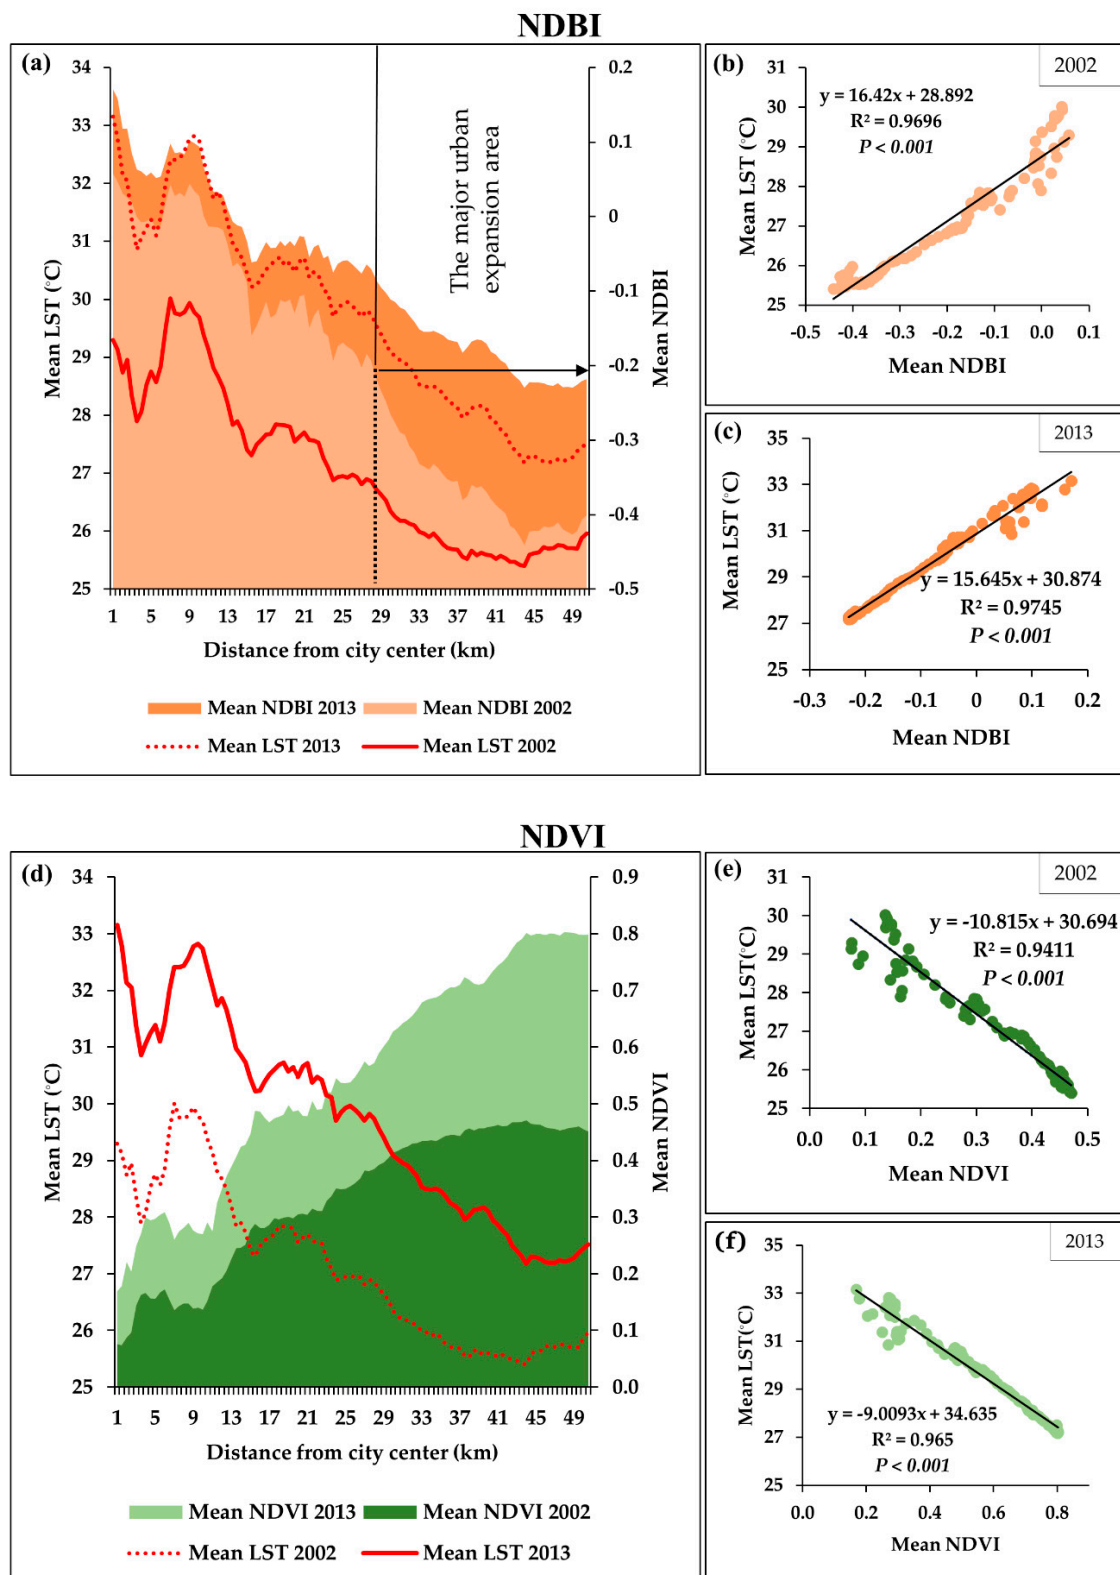 NDBI
(a)
34
33
32
31
30
29
28
27
26
25
Mean LST (°C)
0.2
0.1
0
-0.1
-0.2
-0.3
-0.4
-0.5
Mean NDBI
The major urban
expansion area
1 5 9 13 17 21 25 29 33 37 41 45 49
Distance from city center (km)
Mean NDBI 2013 Mean NDBI 2002
Mean LST 2013 Mean LST 2002
(b)
2002
31
30
29
28
27
26
25
Mean LST (°C)
y = 16.42x + 28.892
R² = 0.9696
P < 0.001
-0.5 -0.4 -0.3 -0.2 -0.1 0.0 0.1
Mean NDBI
(c)
2013
35
33
31
29
27
25
Mean LST (°C)
y = 15.645x + 30.874
R² = 0.9745
P < 0.001
-0.3 -0.2 -0.1 0 0.1 0.2
Mean NDBI
NDVI
(d)
34
33
32
31
30
29
28
27
26
25
Mean LST (°C)
0.9
0.8
0.7
0.6
0.5
0.4
0.3
0.2
0.1
0.0
Mean NDVI
1 5 9 13 17 21 25 29 33 37 41 45 49
Distance from city center (km)
Mean NDVI 2013 Mean NDVI 2002
Mean LST 2002 Mean LST 2013
(e)
2002
31
30
29
28
27
26
25
Mean LST(°C)
y = -10.815x + 30.694
R² = 0.9411
P < 0.001
0.0 0.1 0.2 0.3 0.4 0.5
Mean NDVI
(f)
2013
35
33
31
29
27
25
Mean LST(°C)
y = -9.0093x + 34.635
R² = 0.965
P < 0.001
0.0 0.2 0.4 0.6 0.8
Mean NDVI